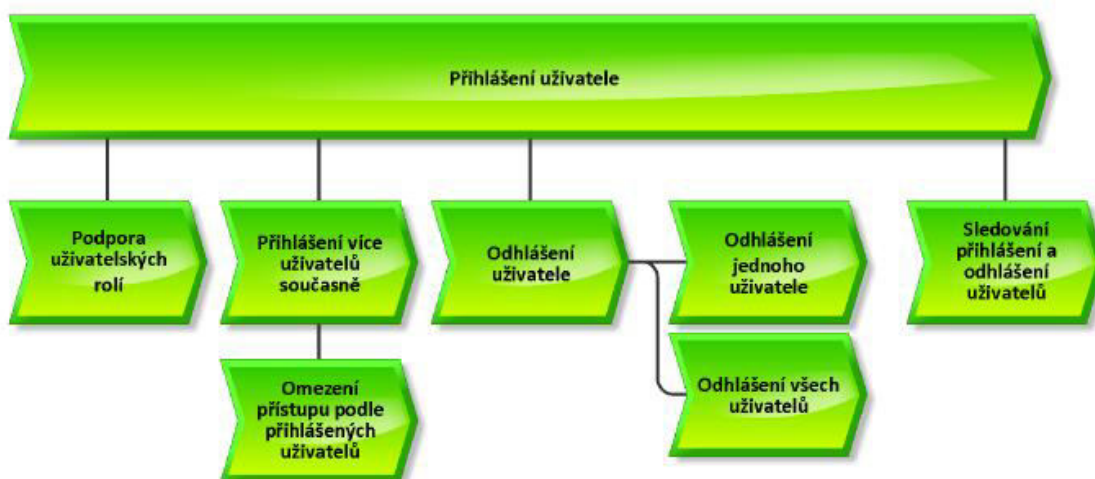 Přihlášení uživatele
Podpora
uživatelských
rolí
Přihlášení více
uživatelů
současně
Odhlášení
uživatele
Odhlášení
jednoho
uživatele
Sledování
přihlášení a
odhlášení
uživatelů
Omezení
přístupu podle
přihlášených
uživatelů
Odhlášení všech
uživatelů